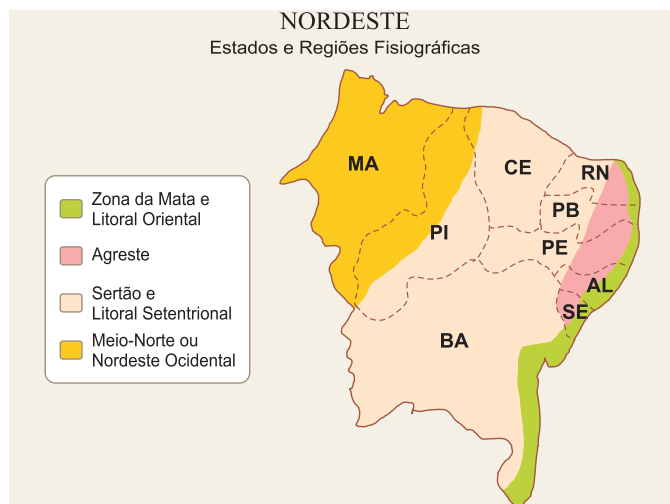 NORDESTE
Estados e Regiões Fisiográficas
Zona da Mata e
Litoral Oriental
Agreste
Sertão e
Litoral Setentrional
Meio-Norte ou
Nordeste Ocidental
MA
CE
RN
PB
PI
PE
AL
SE
BA